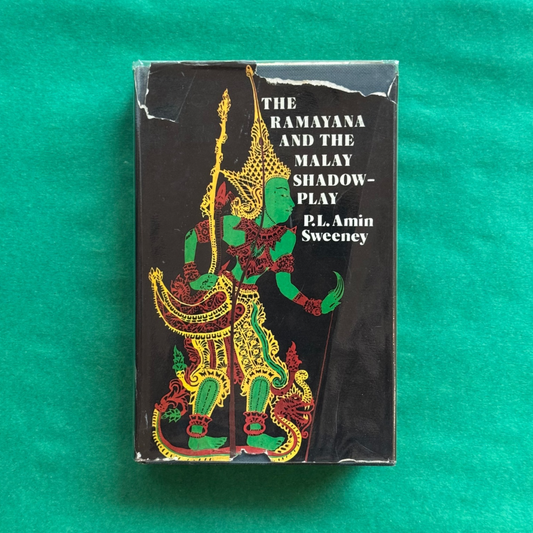 THE
RAMAYANA
AND THE
MALAY
SHADOW–
PLAY
P.L. Amin
Sweeney